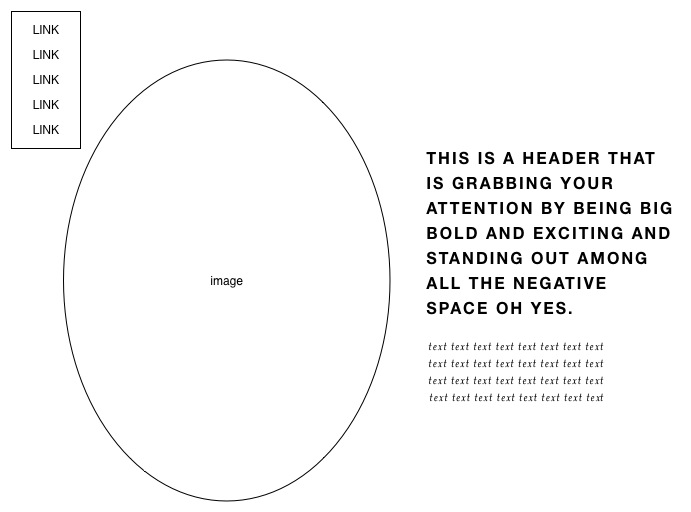 LINK
LINK
LINK
LINK
LINK
image
THIS IS A HEADER THAT
IS GRABBING YOUR
ATTENTION BY BEING BIG
BOLD AND EXCITING AND
STANDING OUT AMONG
ALL THE NEGATIVE
SPACE OH YES.
text text text text text text text text
text text text text text text text text
text text text text text text text text
text text text text text text text text